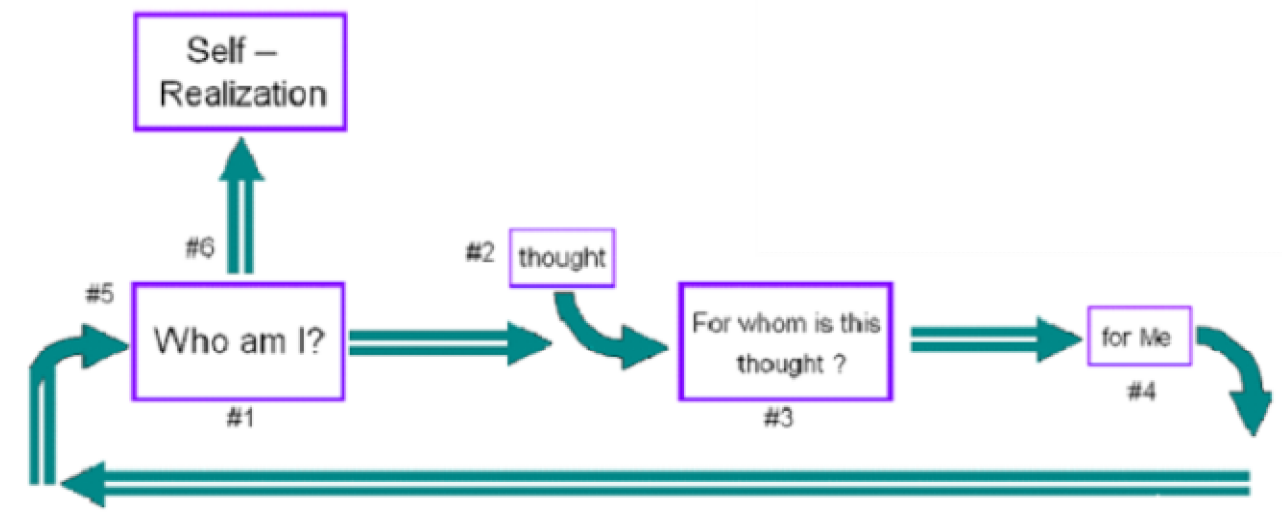 Self –
Realization
#6
#2
thought
#5
Who am I?
#1
For whom is this
thought ?
#3
for Me
#4